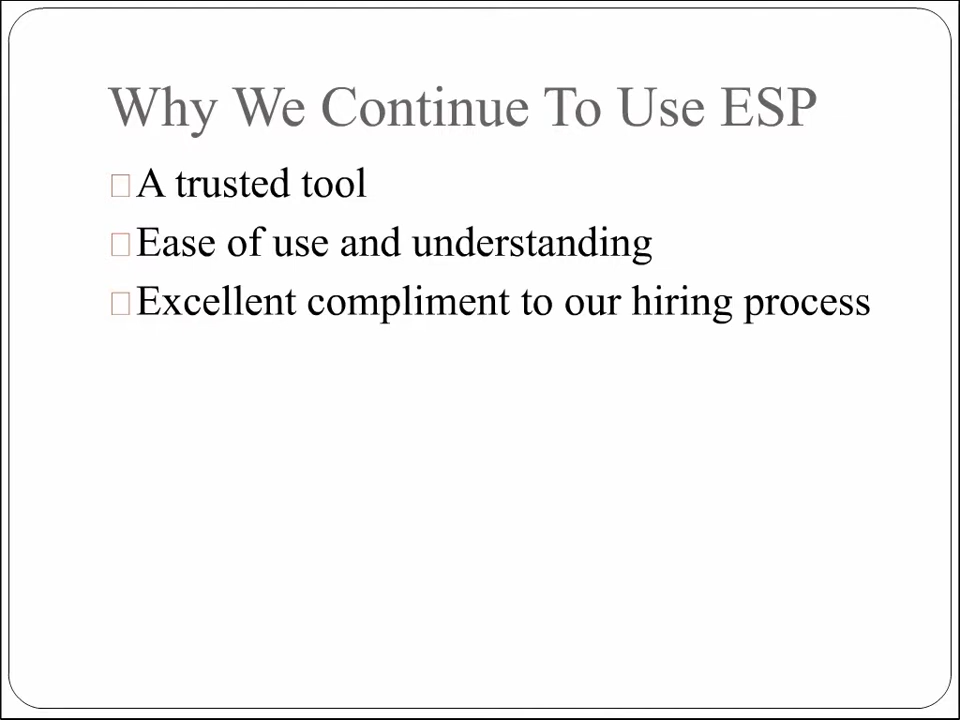 Why We Continue To Use ESP
A trusted tool
Ease of use and understanding
Excellent compliment to our hiring process